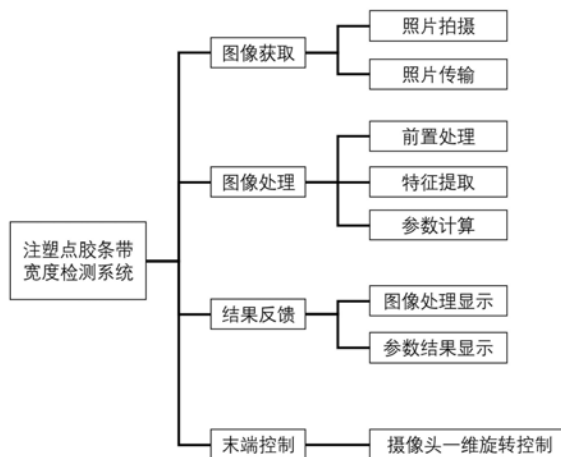 注塑点胶条带
宽度检测系统
图像获取
照片拍摄
照片传输
图像处理
前置处理
特征提取
参数计算
结果反馈
图像处理显示
参数结果显示
末端控制
摄像头一维旋转控制